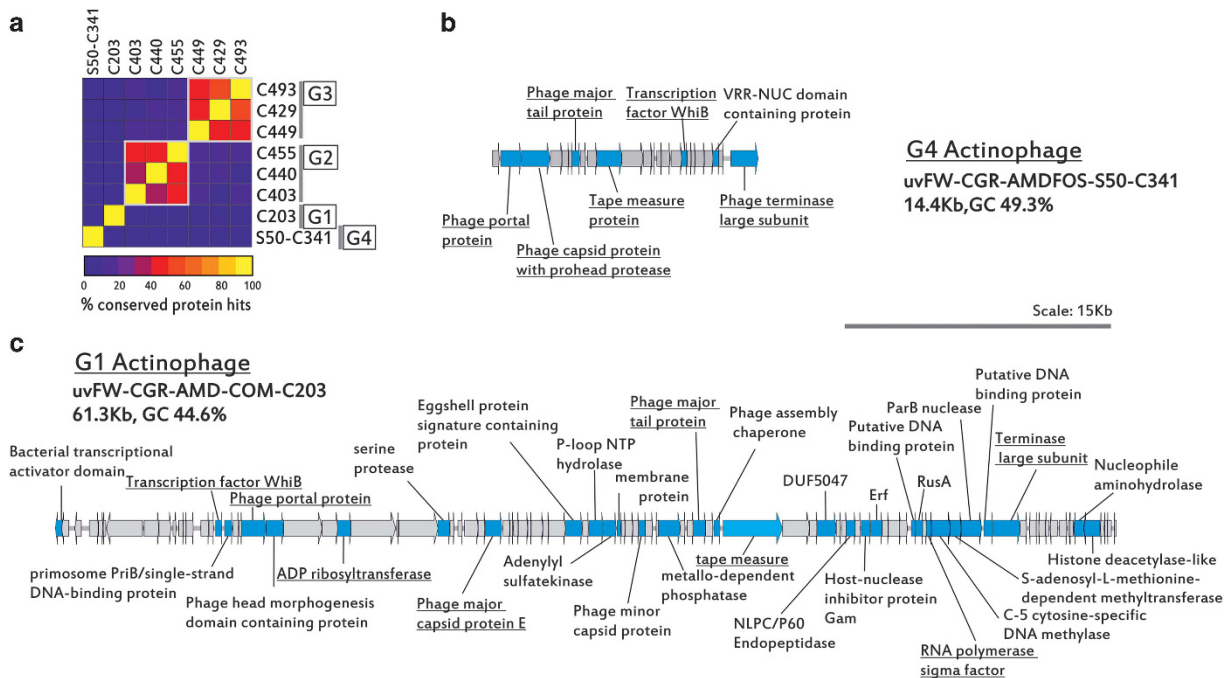 a
S50-C341
C203
C403
C440
C455
C449
C429
C493
C493
C429
C449
C455
C440
C403
C203
S50-C341
G3
G2
G1
G4
0 20 40 60 80 100
% conserved protein hits
b
Phage major
tail protein
Transcription
factor WhiB
VRR-NUC domain
containing protein
Phage portal
protein
Phage capsid protein
with prohead protease
Tape measure
protein
Phage terminase
large subunit
G4 Actinophage
uvFW-CGR-AMDFOS-S50-C341
14.4Kb,GC 49.3%
Scale: 15Kb
c
G1 Actinophage
uvFW-CGR-AMD-COM-C203
61.3Kb, GC 44.6%
Bacterial transcriptional
activator domain
Transcription factor WhiB
Phage portal protein
serine
protease
Eggshell protein
signature containing
protein
P-loop NTP
hydrolase
membrane
protein
Phage major
tail protein
Phage assembly
chaperone
DUF5047
Erf
Putative DNA
binding protein
RusA
ParB nuclease
Putative DNA
binding protein
Terminase
large subunit
Nucleophile
aminohydrolase
primosome PriB/single-strand
DNA-binding protein
Phage head morphogenesis
domain containing protein
ADP ribosyltransferase
Phage major
capsid protein E
Adenylyl
sulfatekinase
Phage minor
capsid protein
metallo-dependent
phosphatase
tape measure
NLPC/P60
Endopeptidase
Host-nuclease
inhibitor protein
Gam
RNA polymerase
sigma factor
C-5 cytosine-specific
DNA methylase
S-adenosyl-L-methionine-
dependent methyltransferase
Histone deacetylase-like